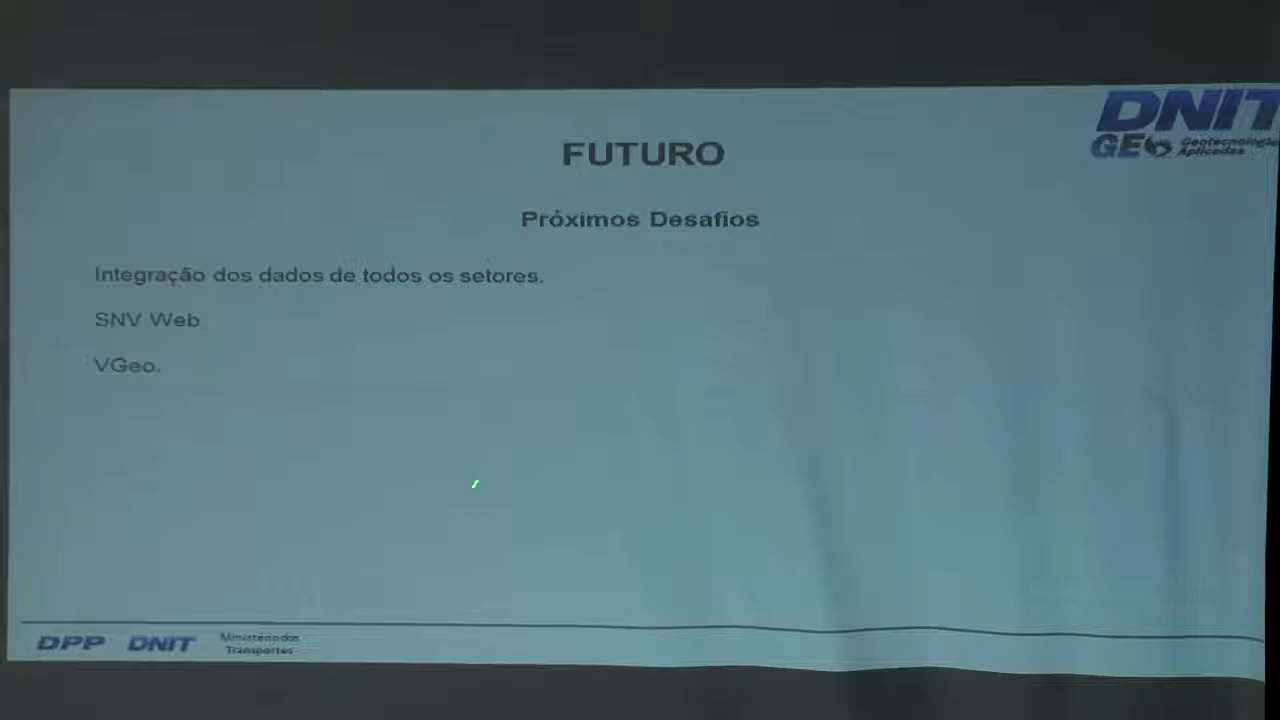 DNIT
GEO Geotecnologias
Aplicadas
FUTURO
Próximos Desafios
Integração dos dados de todos os setores.
SNV Web
VGeo.
DPP DNIT Ministério dos
Transportes